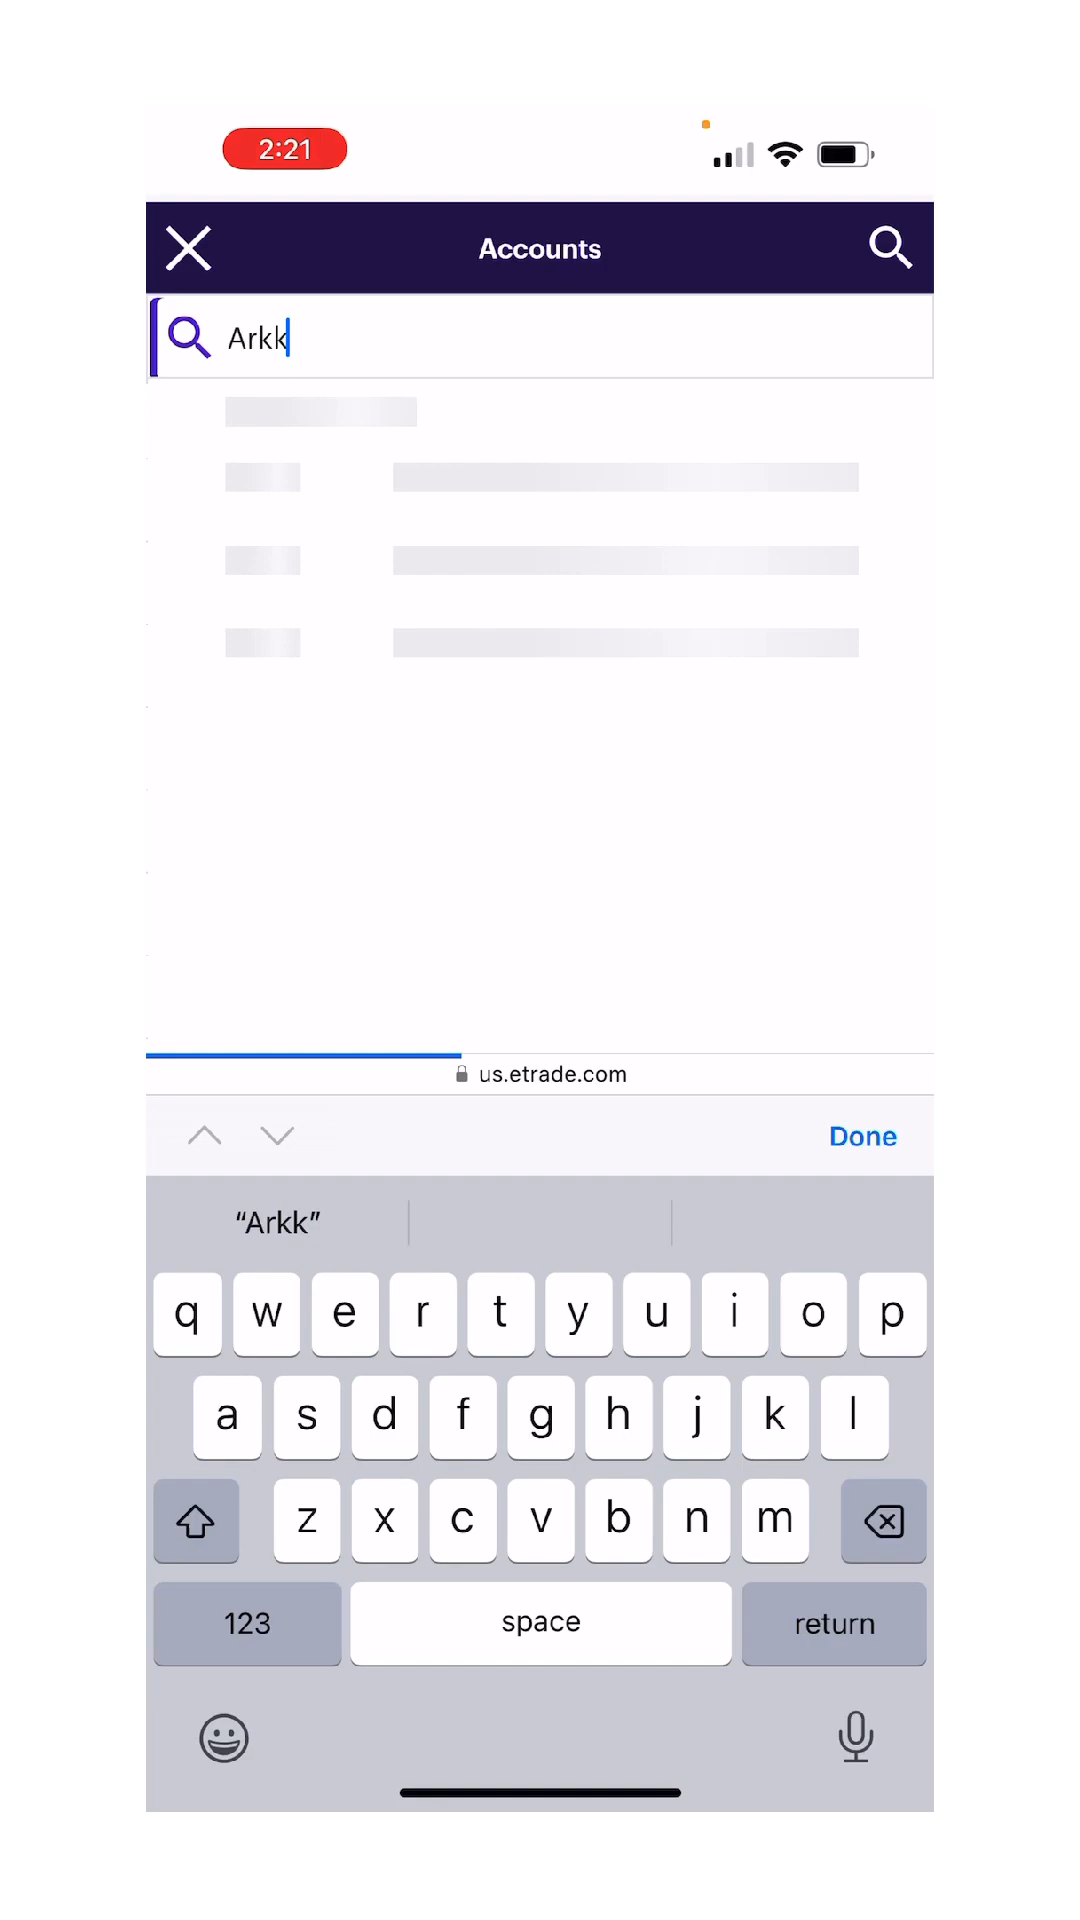 2:21
Accounts
Arkk
us.etrade.com
Done
“Arkk”
q w e r t y u i o p
a s d f g h j k l
z x c v b n m
123 space return